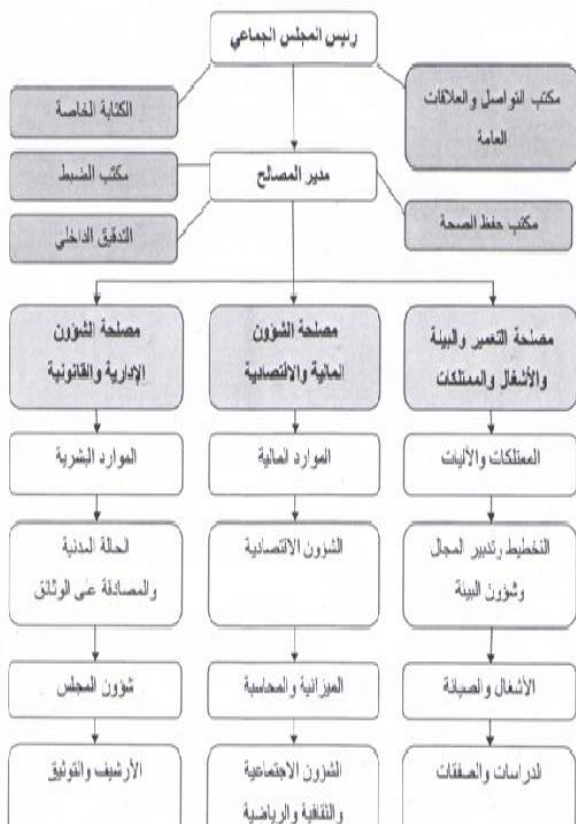 رئيس المجلس الجماعي
مكتب التواصل والعلاقات
العامة
الكتابة الخاصة
مدير المصالح
مكتب الضبط
مكتب حفظ الصحة
التدقيق الداخلي
مصلحة التعمير والبيئة
والأشغال والممتلكات
مصلحة الشؤون
المالية والاقتصادية
مصلحة الشؤون
الإدارية والقانونية
الممتلكات والآليات
الموارد المالية
الموارد البشرية
التخطيط وتدبير المجال
وشؤون البيئة
الشؤون الاقتصادية
الحالة المدنية
والمصادقة على الوثائق
الأشغال والصيانة
الميزانية والمحاسبة
شؤون المجلس
الدراسات والصفقات
الشؤون الاجتماعية
والثقافية والرياضية
الأرشيف والتوثيق